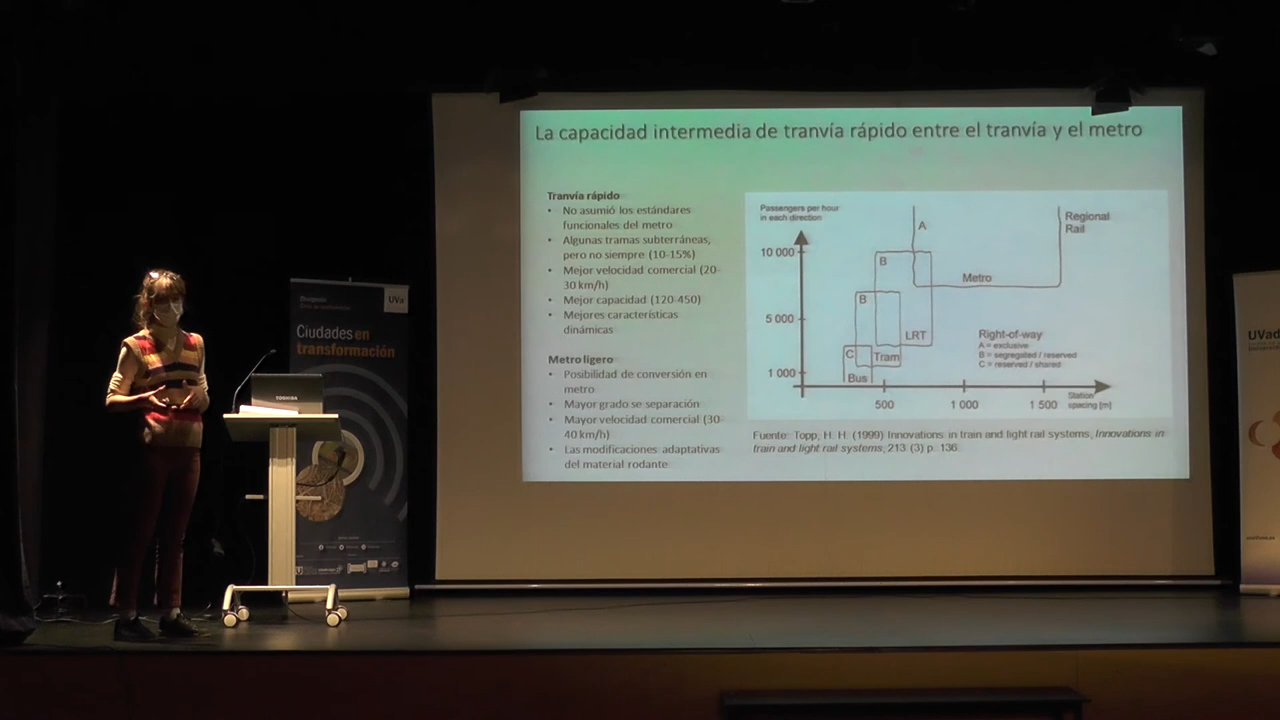 La capacidad intermedia de tranvía rápido entre el tranvía y el metro
Tranvía rápido
• No asumió los estándares
funcionales del metro
• Algunas tramas subterráneas,
pero no siempre (10-15%)
• Mejor velocidad comercial (20-
30 km/h)
• Mejor capacidad (120-450)
• Mejores características
dinámicas
Metro ligero
• Posibilidad de conversión en
metro
• Mayor grado se separación
• Mayor velocidad comercial (30-
40 km/h)
• Las modificaciones adaptativas
del material rodante
Passengers per hour
in each direction
10 000
5 000
1 000
A
B
B
C
Bus
Tram
LRT
Metro
Regional
Rail
Right-of-way
A = exclusive
B = segregated / reserved
C = reserved / shared
500
1 000
1 500
Station
spacing [m]
Fuente: Topp, H. H. (1999) Innovations in train and light rail systems, Innovations in
train and light rail systems, 213 (3) p. 136.
UVa
Ciudades en
transformación
TOSHIBA
UVad